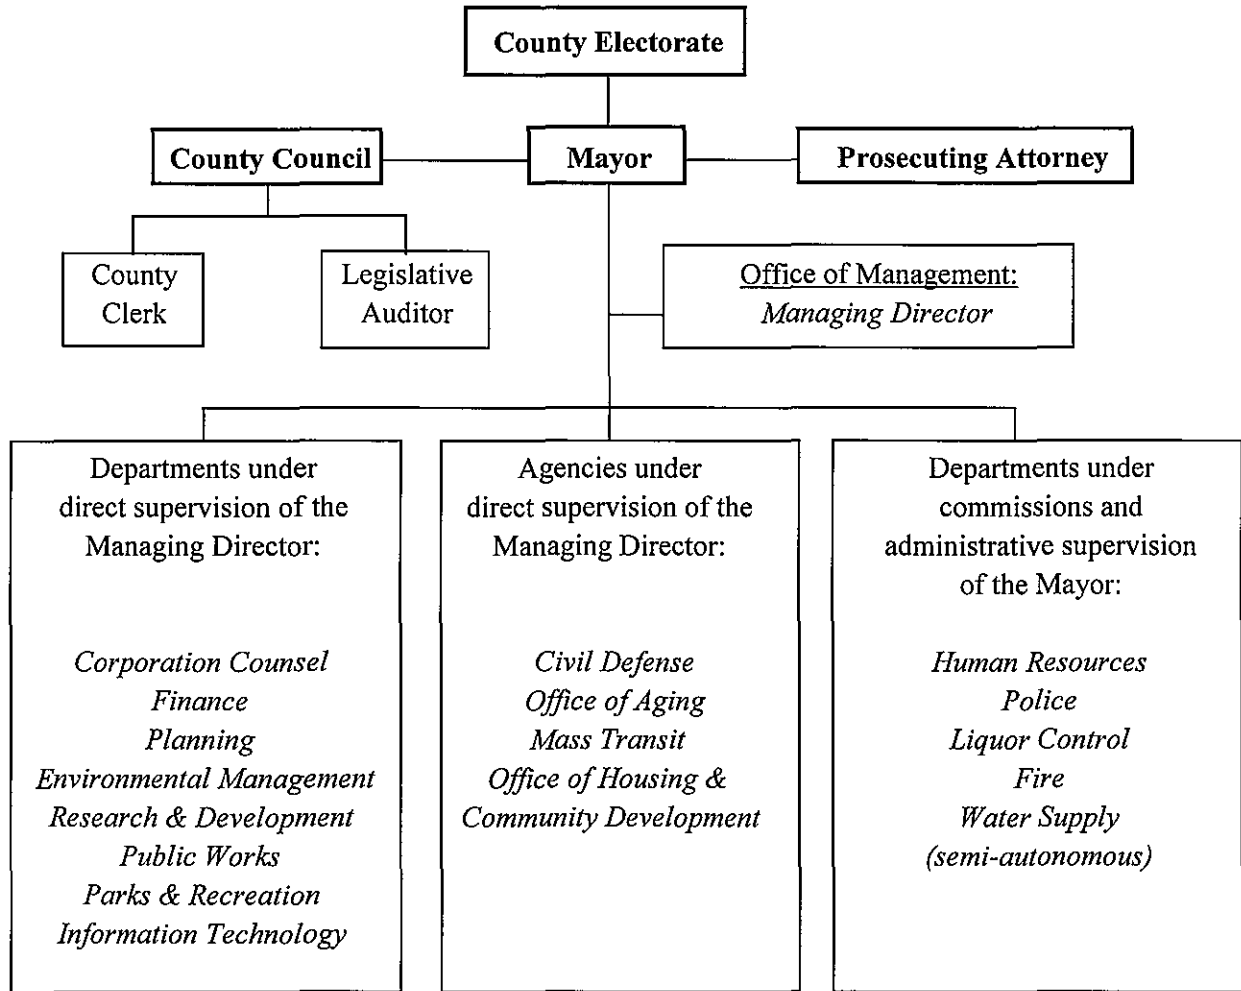 County Electorate
County Council
Mayor
Prosecuting Attorney
County
Clerk
Legislative
Auditor
Office of Management:
Managing Director
Departments under
direct supervision of the
Managing Director:
Corporation Counsel
Finance
Planning
Environmental Management
Research & Development
Public Works
Parks & Recreation
Information Technology
Agencies under
direct supervision of the
Managing Director:
Civil Defense
Office of Aging
Mass Transit
Office of Housing &
Community Development
Departments under
commissions and
administrative supervision
of the Mayor:
Human Resources
Police
Liquor Control
Fire
Water Supply
(semi-autonomous)